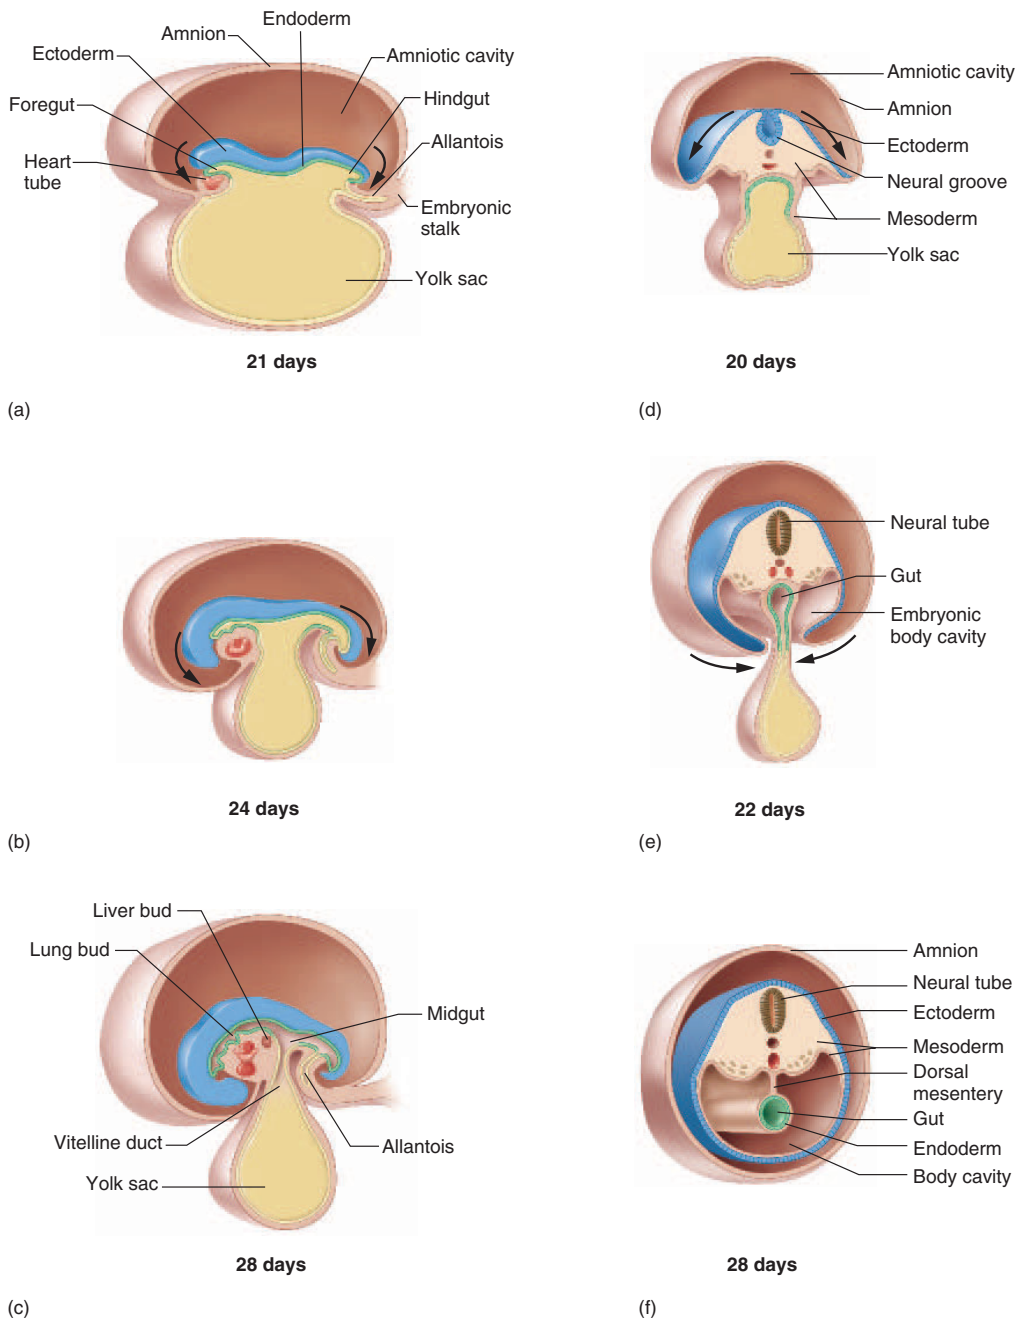 Endoderm
Amnion
Ectoderm
Amniotic cavity
Foregut
Hindgut
Heart
tube
Allantois
Embryonic
stalk
Yolk sac
21 days
(a)
Amniotic cavity
Amnion
Ectoderm
Neural groove
Mesoderm
Yolk sac
20 days
(d)
24 days
(b)
Neural tube
Gut
Embryonic
body cavity
22 days
(e)
Liver bud
Lung bud
Midgut
Vitelline duct
Allantois
Yolk sac
28 days
(c)
Amnion
Neural tube
Ectoderm
Mesoderm
Dorsal
mesentery
Gut
Endoderm
Body cavity
28 days
(f)